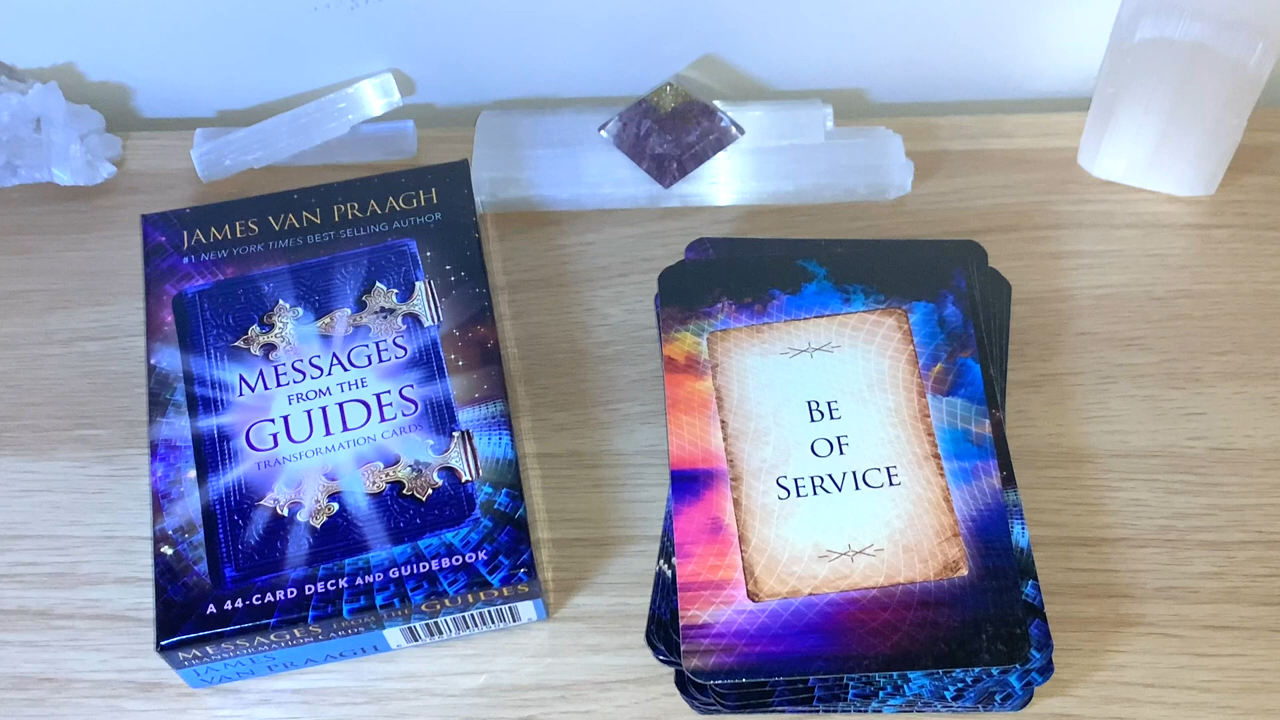 JAMES VAN PRAAGH
#1 NEW YORK TIMES BEST-SELLING AUTHOR
MESSAGES
FROM THE
GUIDES
TRANSFORMATION CARDS
A 44-CARD DECK AND GUIDEBOOK
MESSAGES FROM THE GUIDES
TRANSFORMATION CARDS
JAMES
VAN PRAAGH
BE
OF
SERVICE